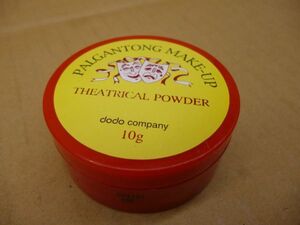 PALGANTONG MAKE-UP
THEATRICAL POWDER
dodo company
10g